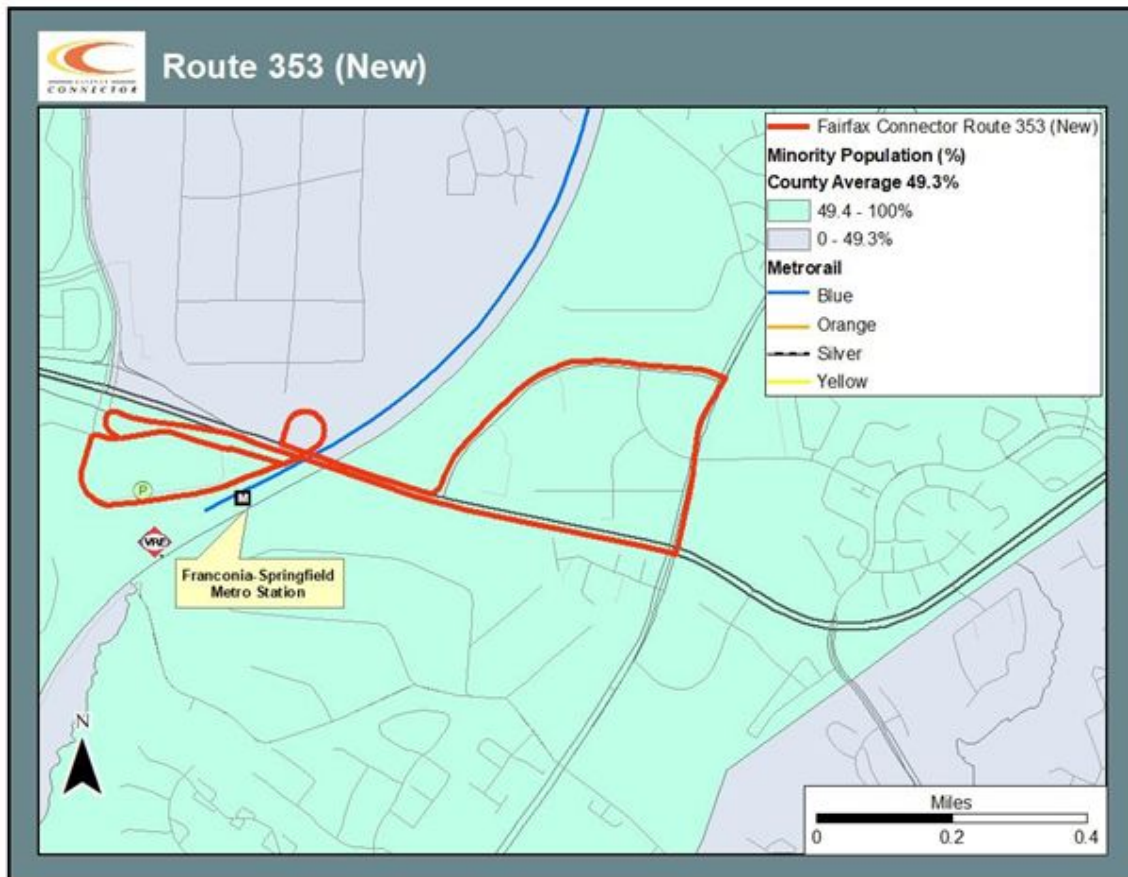 CONNECTOR
Route 353 (New)
Fairfax Connector Route 353 (New)
Minority Population (%)
County Average 49.3%
49.4 - 100%
0 - 49.3%
Metrorail
Blue
Orange
Silver
Yellow
P
M
VRE
Franconia-Springfield
Metro Station
N
Miles
0 0.2 0.4